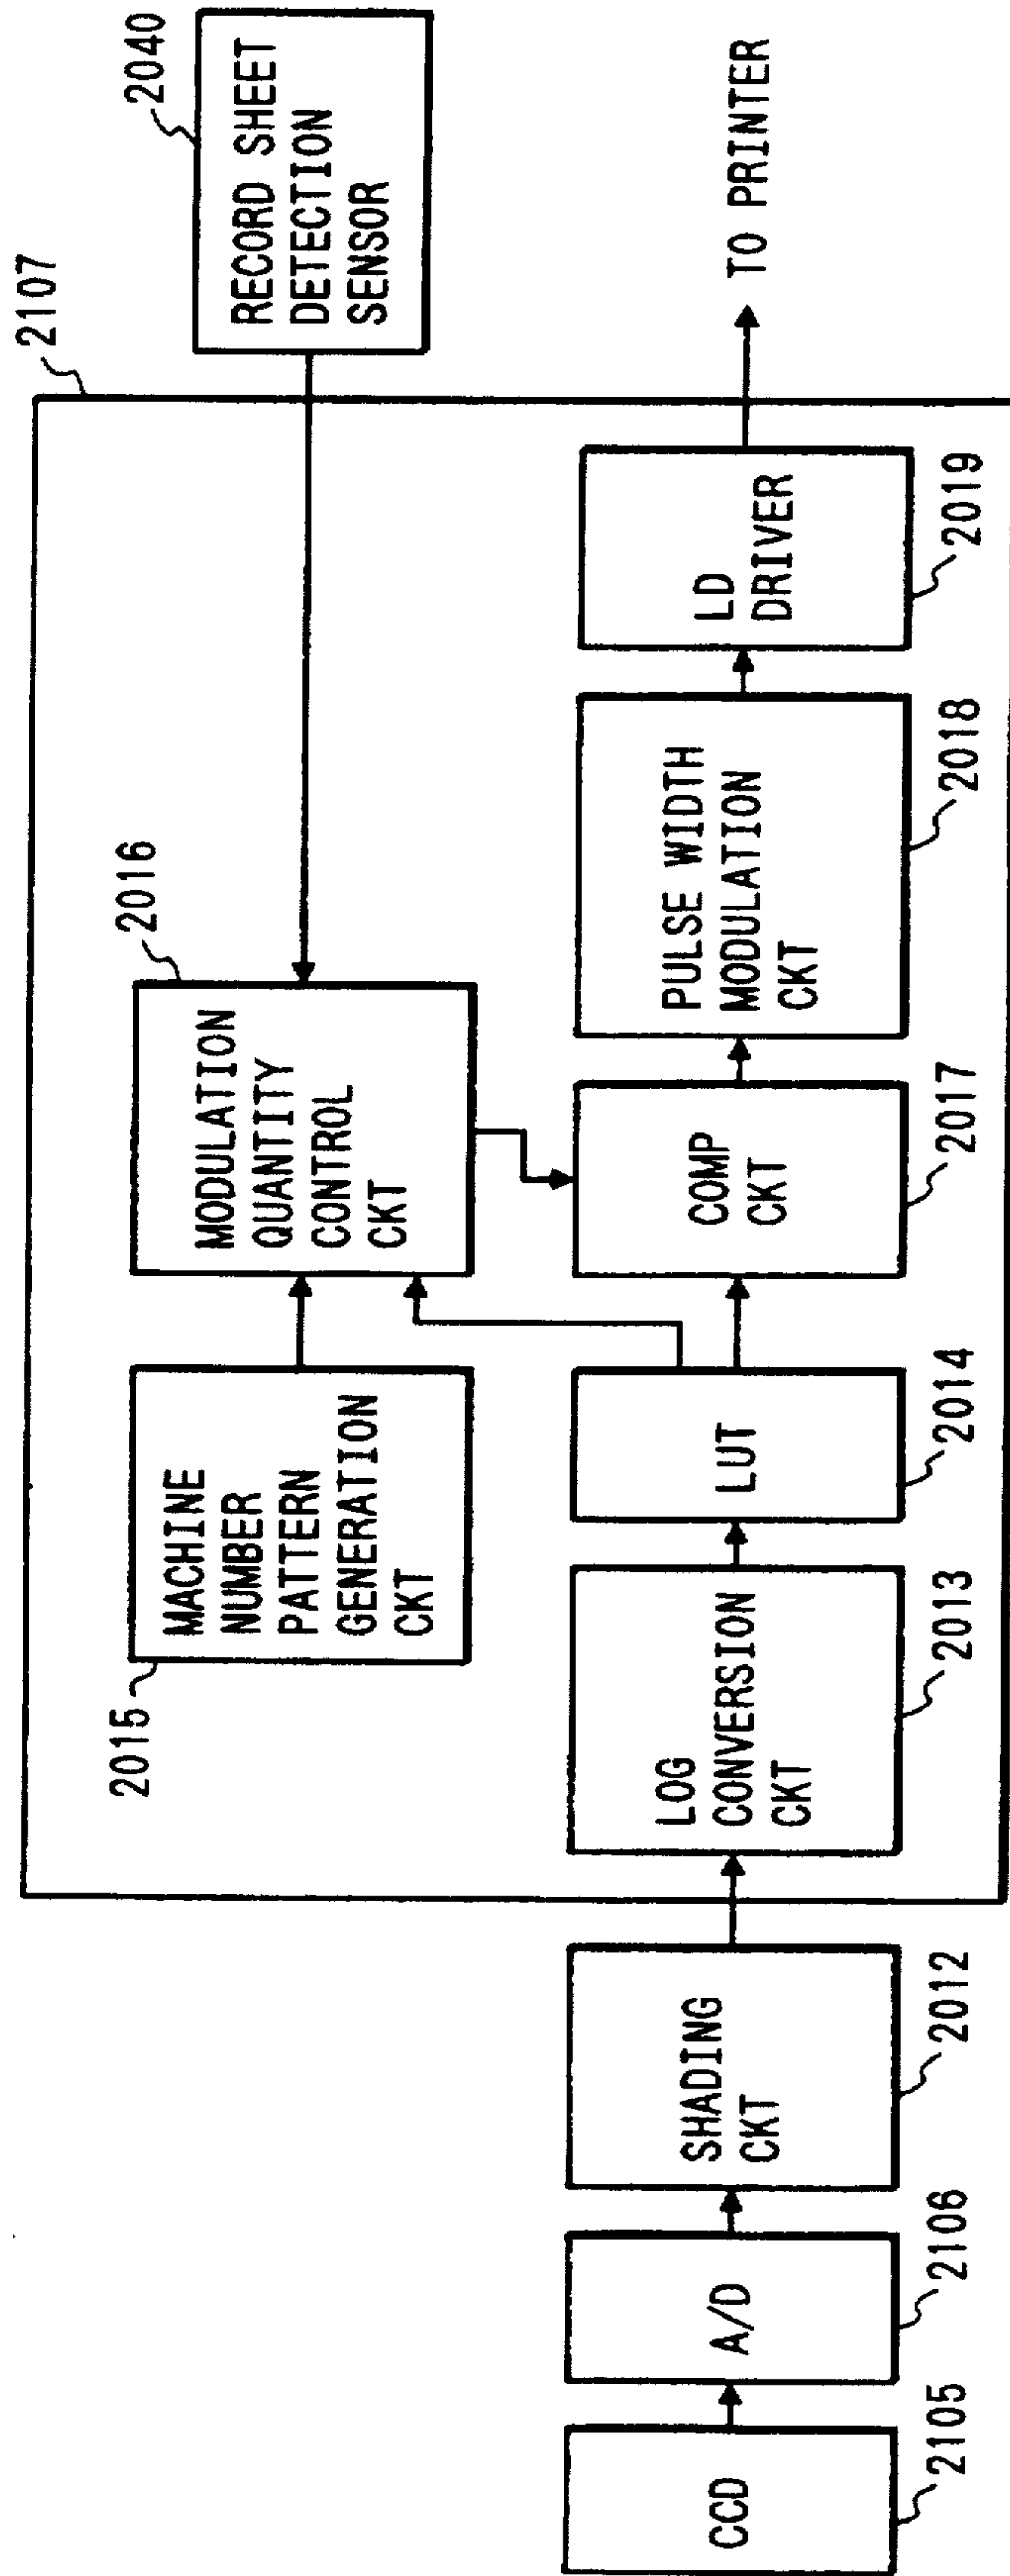 2107
2040
RECORD SHEET
DETECTION
SENSOR
2015
MACHINE
NUMBER
PATTERN
GENERATION
CKT
2016
MODULATION
QUANTITY
CONTROL
CKT
CCD
2105
A/D
2106
SHADING
CKT
2012
LOG
CONVERSION
CKT
2013
LUT
2014
COMP
CKT
2017
PULSE WIDTH
MODULATION
CKT
2018
LD
DRIVER
2019
TO PRINTER